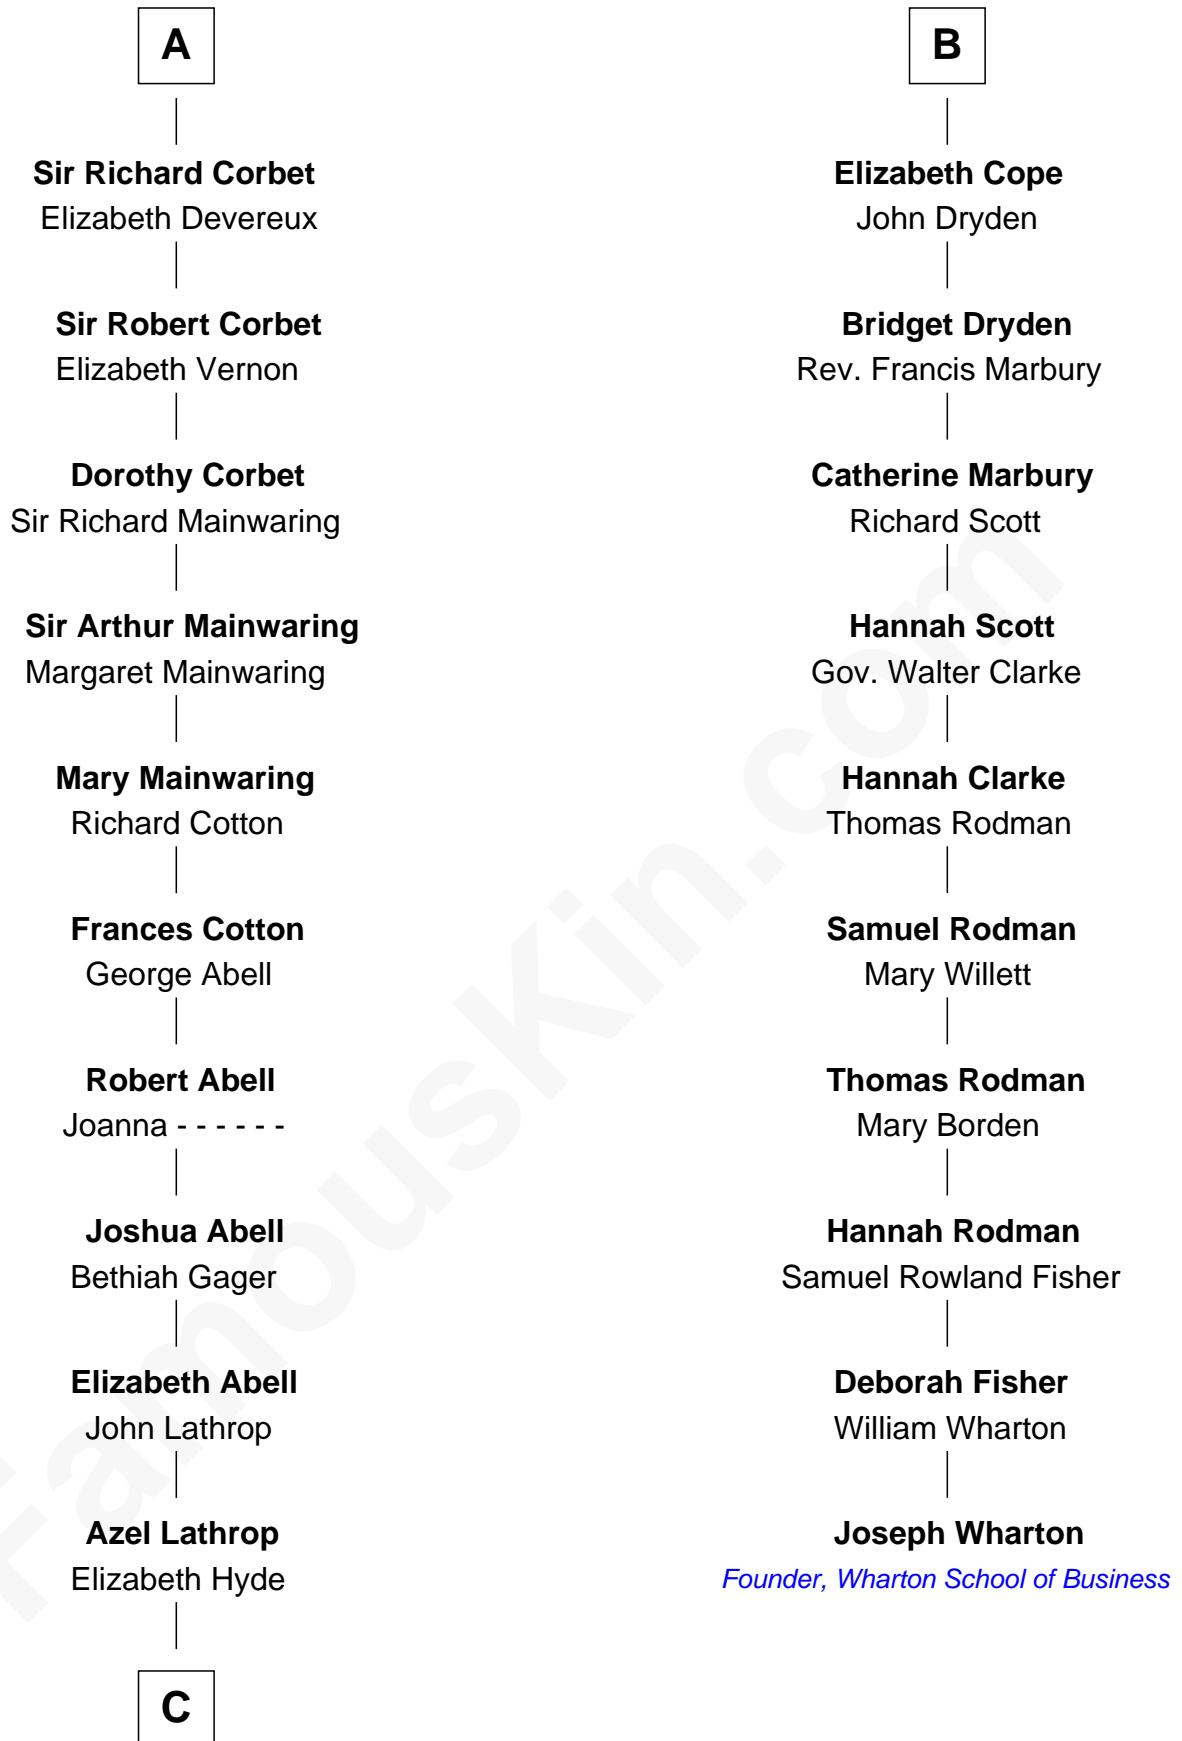 A
Sir Richard Corbet
Elizabeth Devereux
Sir Robert Corbet
Elizabeth Vernon
Dorothy Corbet
Sir Richard Mainwaring
Sir Arthur Mainwaring
Margaret Mainwaring
Mary Mainwaring
Richard Cotton
Frances Cotton
George Abell
Robert Abell
Joanna - - - - - -
Joshua Abell
Bethiah Gager
Elizabeth Abell
John Lathrop
Azel Lathrop
Elizabeth Hyde
C
B
Elizabeth Cope
John Dryden
Bridget Dryden
Rev. Francis Marbury
Catherine Marbury
Richard Scott
Hannah Scott
Gov. Walter Clarke
Hannah Clarke
Thomas Rodman
Samuel Rodman
Mary Willett
Thomas Rodman
Mary Borden
Hannah Rodman
Samuel Rowland Fisher
Deborah Fisher
William Wharton
Joseph Wharton
Founder, Wharton School of Business
FamousKin.com